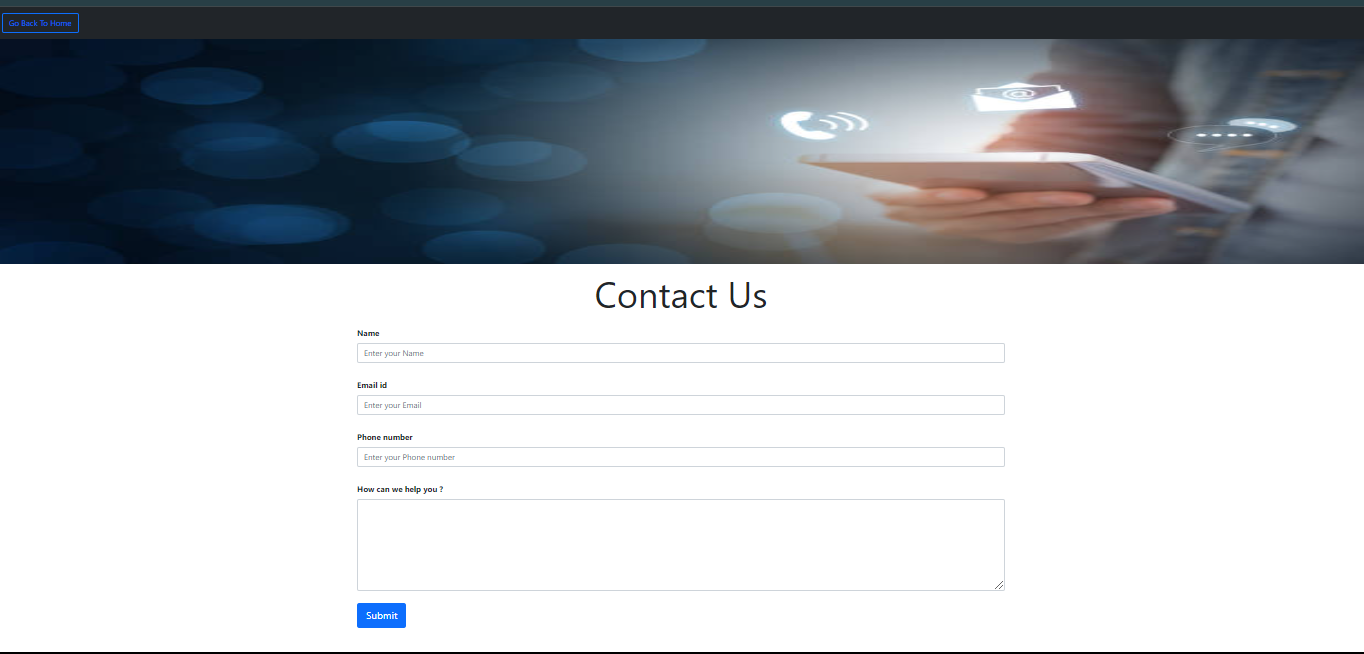 Go Back To Home
Contact Us
Name
Enter your Name
Email id
Enter your Email
Phone number
Enter your Phone number
How can we help you ?
Submit